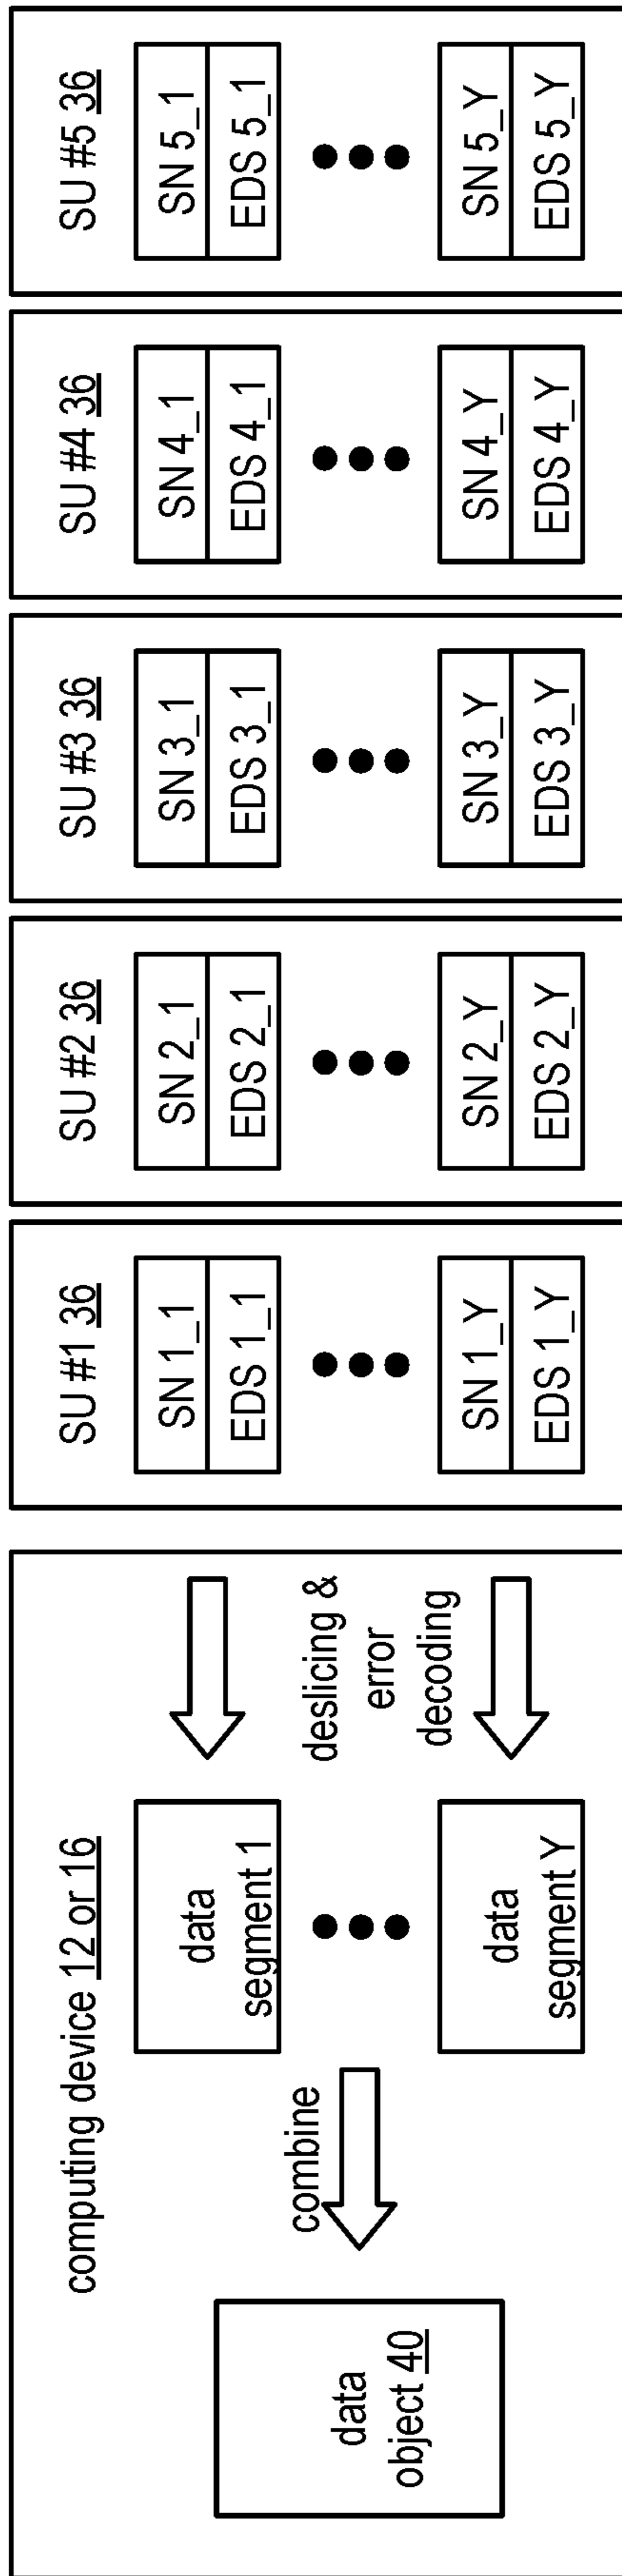 computing device 12 or 16
data
object 40
combine
data
segment 1
data
segment Y
deslicing &
error
decoding
SU #1 36
SN 1_1
EDS 1_1
SN 1_Y
EDS 1_Y
SU #2 36
SN 2_1
EDS 2_1
SN 2_Y
EDS 2_Y
SU #3 36
SN 3_1
EDS 3_1
SN 3_Y
EDS 3_Y
SU #4 36
SN 4_1
EDS 4_1
SN 4_Y
EDS 4_Y
SU #5 36
SN 5_1
EDS 5_1
SN 5_Y
EDS 5_Y